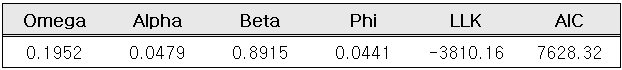 Omega Alpha Beta Phi LLK AIC
0.1952 0.0479 0.8915 0.0441 -3810.16 7628.32